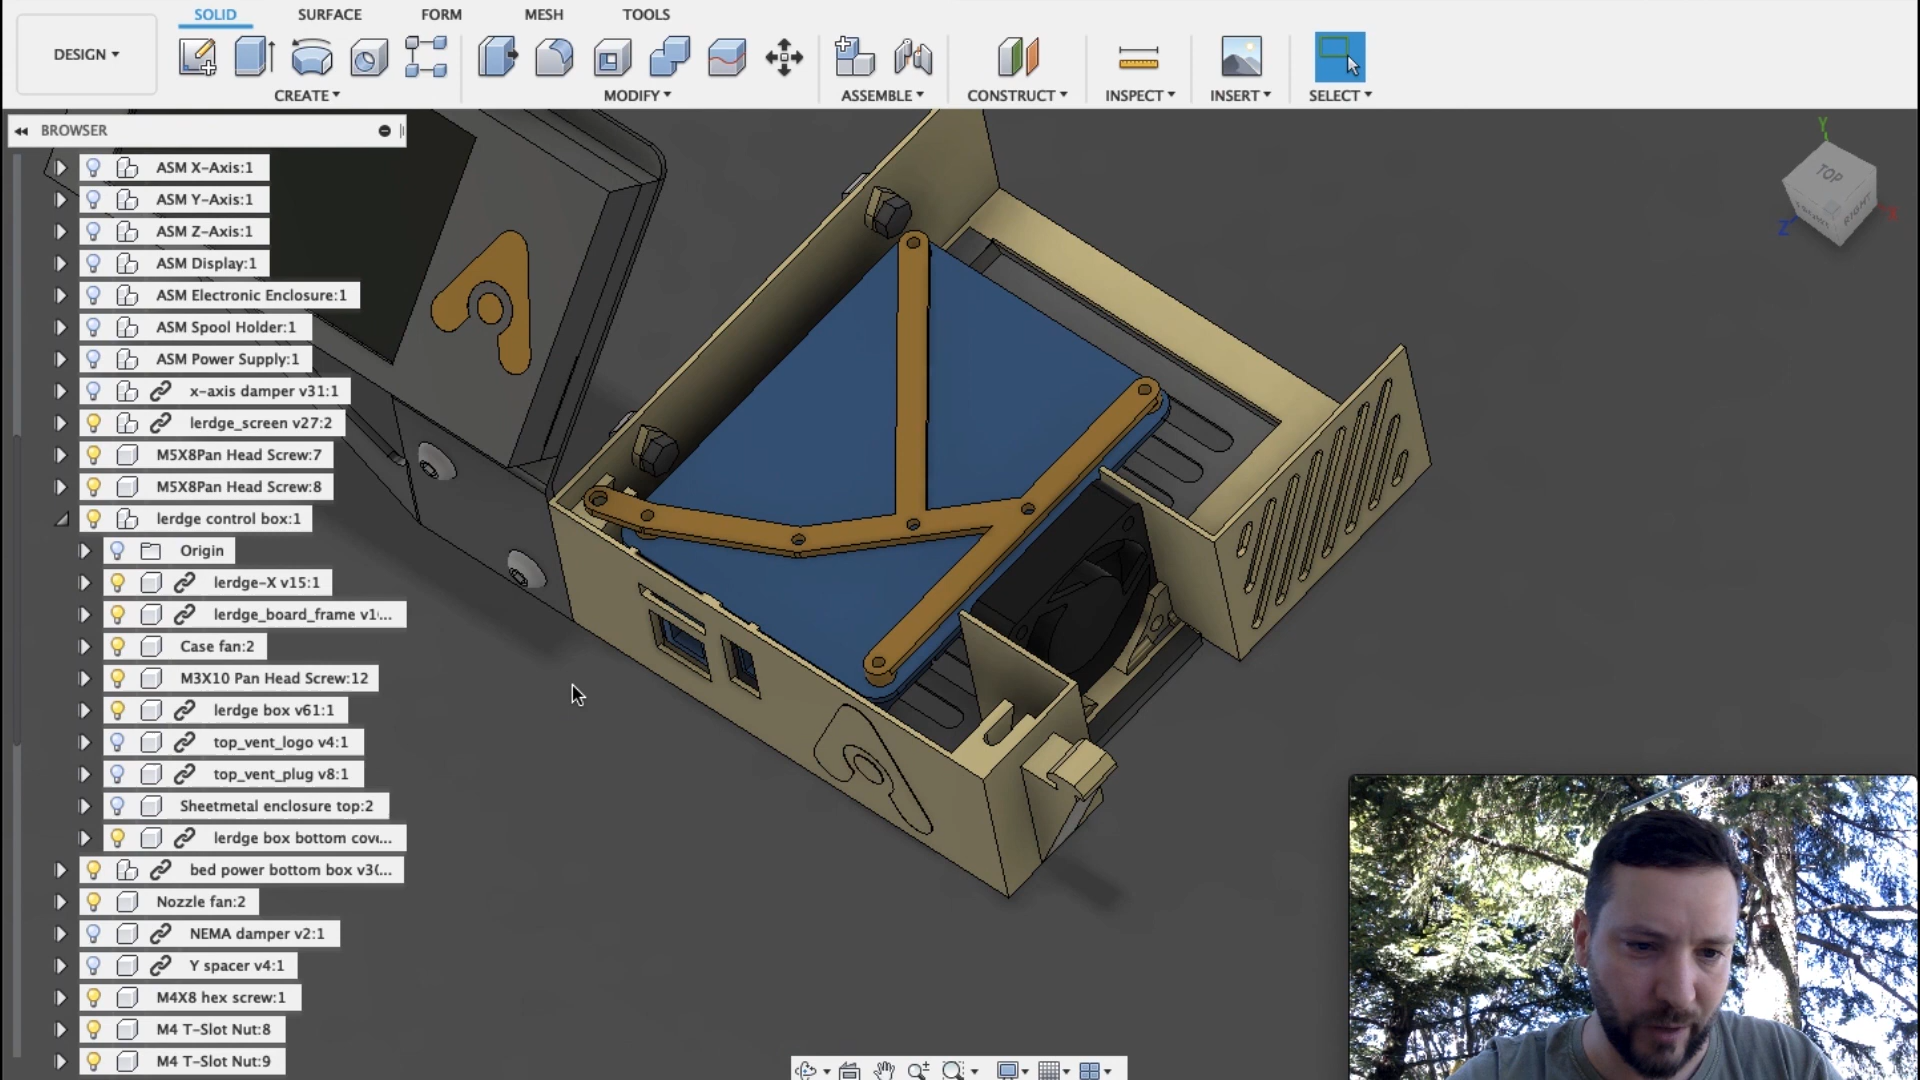 SOLID SURFACE FORM MESH TOOLS
DESIGN
CREATE MODIFY ASSEMBLE CONSTRUCT INSPECT INSERT SELECT
BROWSER
ASM X-Axis:1
ASM Y-Axis:1
ASM Z-Axis:1
ASM Display:1
ASM Electronic Enclosure:1
ASM Spool Holder:1
ASM Power Supply:1
x-axis damper v31:1
lerdge_screen v27:2
M5X8Pan Head Screw:7
M5X8Pan Head Screw:8
lerdge control box:1
Origin
lerdge-X v15:1
lerdge_board_frame v1(...
Case fan:2
M3X10 Pan Head Screw:12
lerdge box v61:1
top_vent_logo v4:1
top_vent_plug v8:1
Sheetmetal enclosure top:2
lerdge box bottom cov...
bed power bottom box v3(...
Nozzle fan:2
NEMA damper v2:1
Y spacer v4:1
M4X8 hex screw:1
M4 T-Slot Nut:8
M4 T-Slot Nut:9
Y
TOP
RIGHT
Z
X